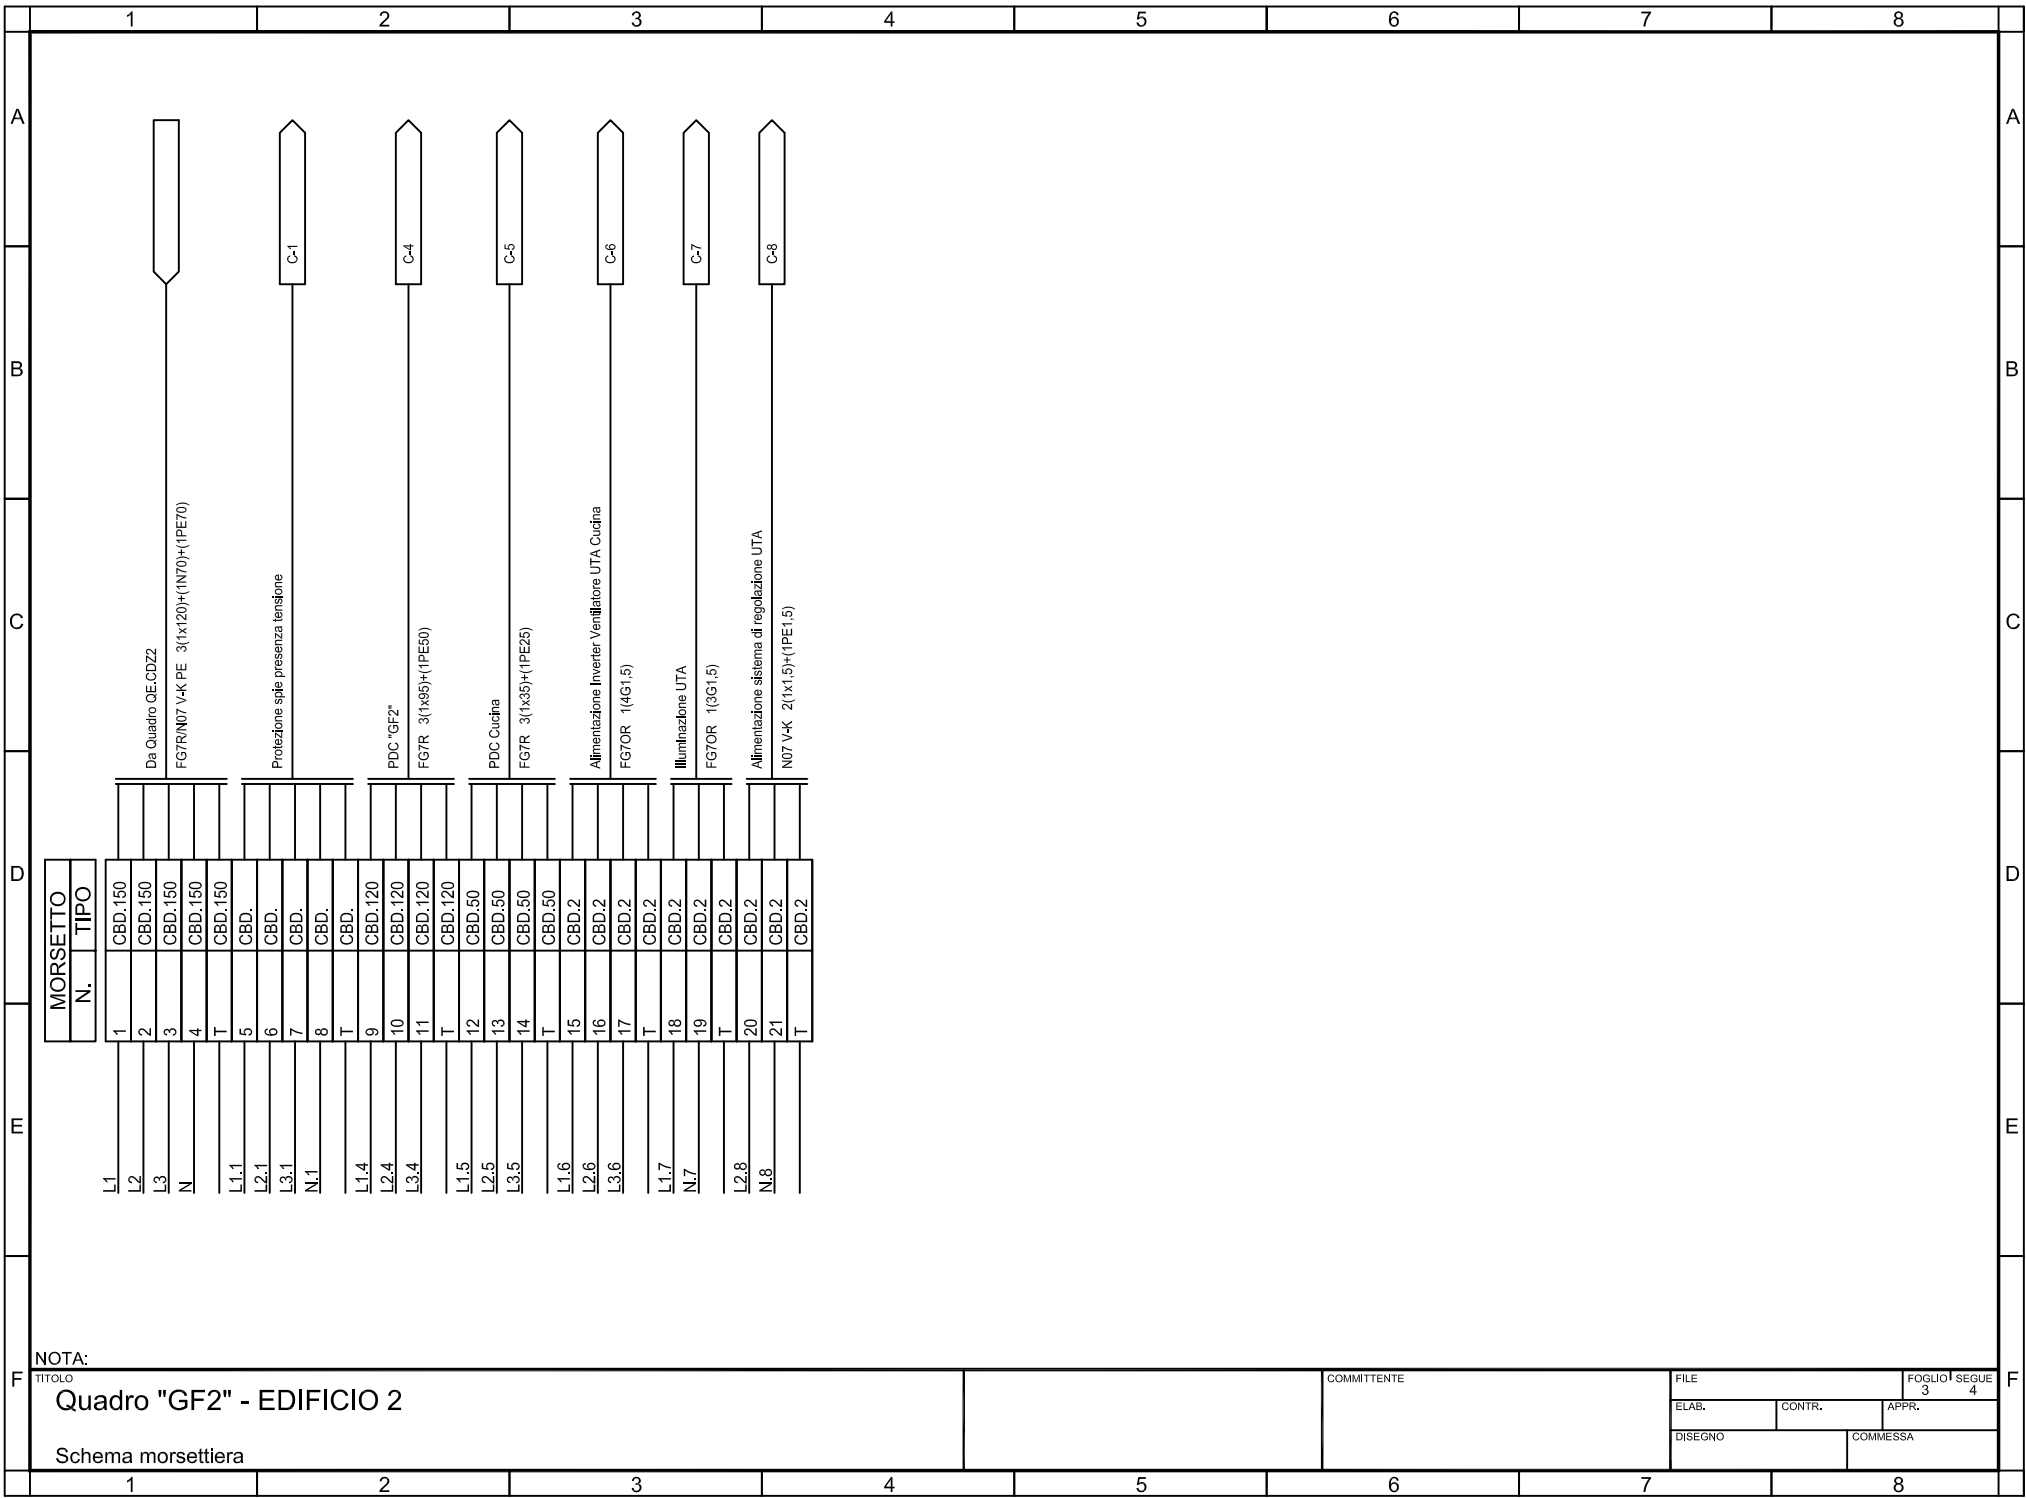 1 2 3 4 5 6 7 8
A A
C-1
C-4
C-5
C-6
C-7
C-8
B B
Da Quadro QE.CDZ2
FG7R/N07 V-K PE 3(1x120)+(1N70)+(1PE70)
Protezione spie presenza tensione
PDC "GF2"
FG7R 3(1x95)+(1PE50)
PDC Cucina
FG7R 3(1x35)+(1PE25)
Alimentazione Inverter Ventilatore UTA Cucina
FG7OR 1(4G1,5)
Illuminazione UTA
FG7OR 1(3G1,5)
Alimentazione sistema di regolazione UTA
N07 V-K 2(1x1,5)+(1PE1,5)
C C
D D
MORSETTO
N. TIPO
1 CBD.150
2 CBD.150
3 CBD.150
4 CBD.150
T CBD.150
5 CBD.
6 CBD.
7 CBD.
8 CBD.
T CBD.
9 CBD.120
10 CBD.120
11 CBD.120
T CBD.120
12 CBD.50
13 CBD.50
14 CBD.50
T CBD.50
15 CBD.2
16 CBD.2
17 CBD.2
T CBD.2
18 CBD.2
19 CBD.2
T CBD.2
20 CBD.2
21 CBD.2
T CBD.2
E E
L1
L2
L3
N
L1.1
L2.1
L3.1
N.1
L1.4
L2.4
L3.4
L1.5
L2.5
L3.5
L1.6
L2.6
L3.6
L1.7
N.7
L2.8
N.8
NOTA:
F F
TITOLO
Quadro "GF2" - EDIFICIO 2
Schema morsettiera
COMMITTENTE
FILE
FOGLIO SEGUE
3 4
ELAB. CONTR. APPR.
DISEGNO COMMESSA
1 2 3 4 5 6 7 8